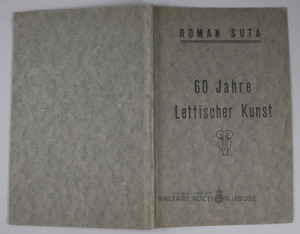 ROMAN SUTA
60 Jahre
Lettischer Kunst
BALTARS AUCTION HOUSE